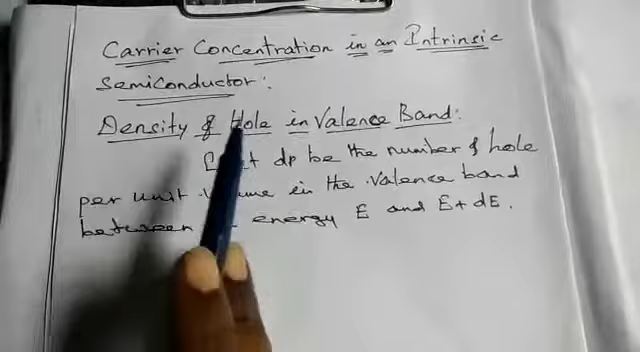 Carrier Concentration in an Intrinsic
Semiconductor:
Density of Hole in Valence Band:
dp be the number of hole
per unit in the valence band
between energy E and E+dE.